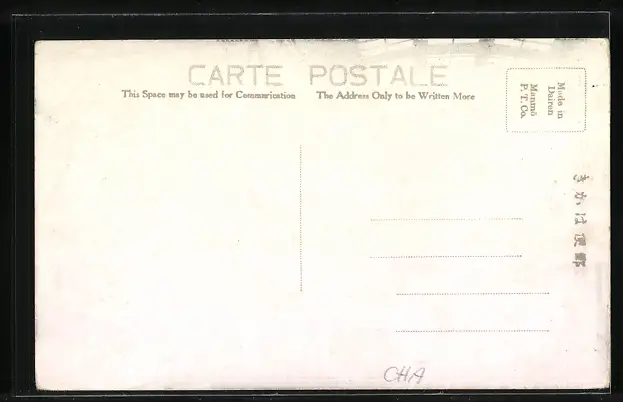 CARTE POSTALE
This Space may be used for Communication
The Address Only to be Written More
Made in
Dairen
Manmō
P. T. Co.
きかは便郵
CHA